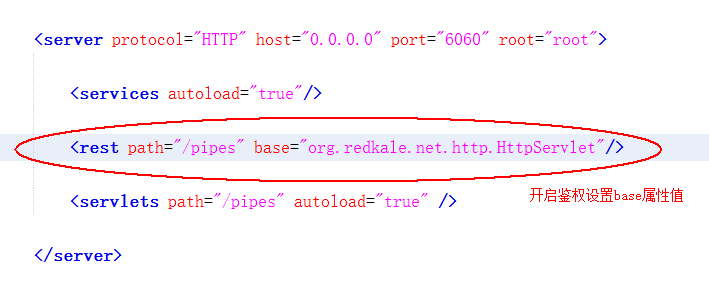 <server protocol="HTTP" host="0.0.0.0" port="6060" root="root">
<services autoload="true"/>
<rest path="/pipes" base="org.redkale.net.http.HttpServlet"/>
<servlets path="/pipes" autoload="true" />
开启鉴权设置base属性值
</server>